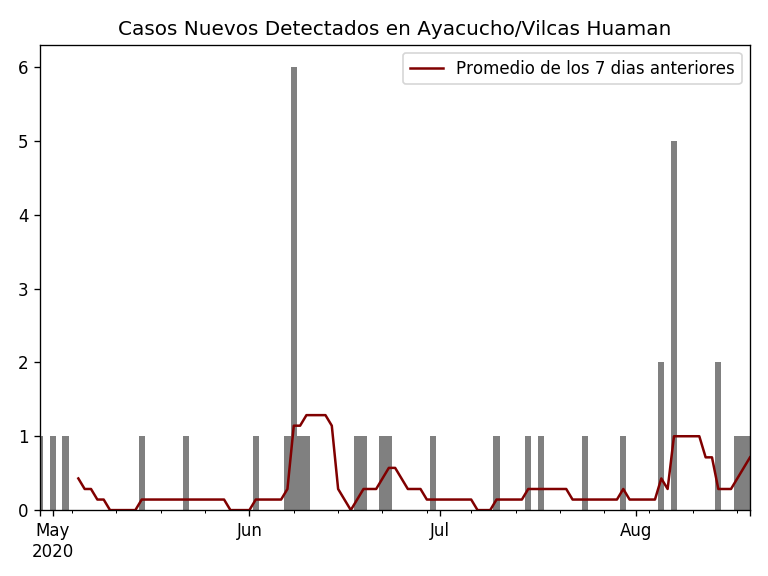 Casos Nuevos Detectados en Ayacucho/Vilcas Huaman
Promedio de los 7 dias anteriores
6
5
4
3
2
1
0
May Jun Jul Aug
2020